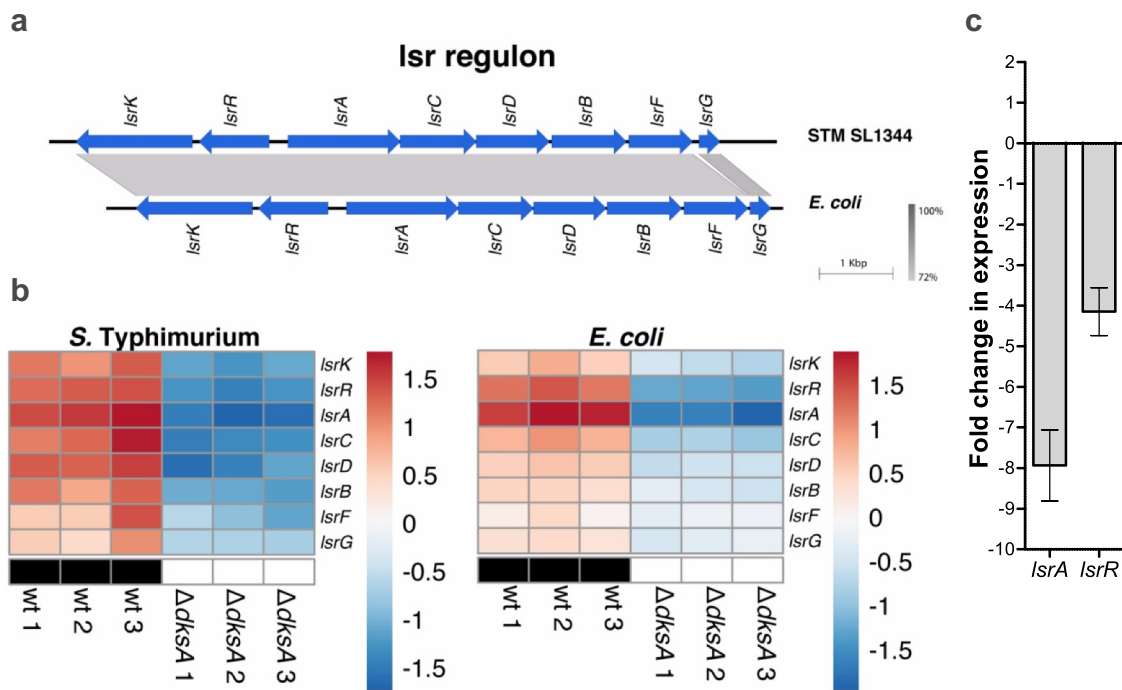 a
lsr regulon
lsrK lsrR lsrA lsrC lsrD lsrB lsrF lsrG
STM SL1344
E. coli
lsrK lsrR lsrA lsrC lsrD lsrB lsrF lsrG
1 Kbp
100%
72%
b
S. Typhimurium
lsrK
lsrR
lsrA
lsrC
lsrD
lsrB
lsrF
lsrG
1.5
1
0.5
0
-0.5
-1
-1.5
wt 1 wt 2 wt 3 ΔdksA 1 ΔdksA 2 ΔdksA 3
E. coli
lsrK
lsrR
lsrA
lsrC
lsrD
lsrB
lsrF
lsrG
1.5
1
0.5
0
-0.5
-1
-1.5
wt 1 wt 2 wt 3 ΔdksA 1 ΔdksA 2 ΔdksA 3
c
Fold change in expression
2
1
0
-1
-2
-3
-4
-5
-6
-7
-8
-9
-10
lsrA lsrR